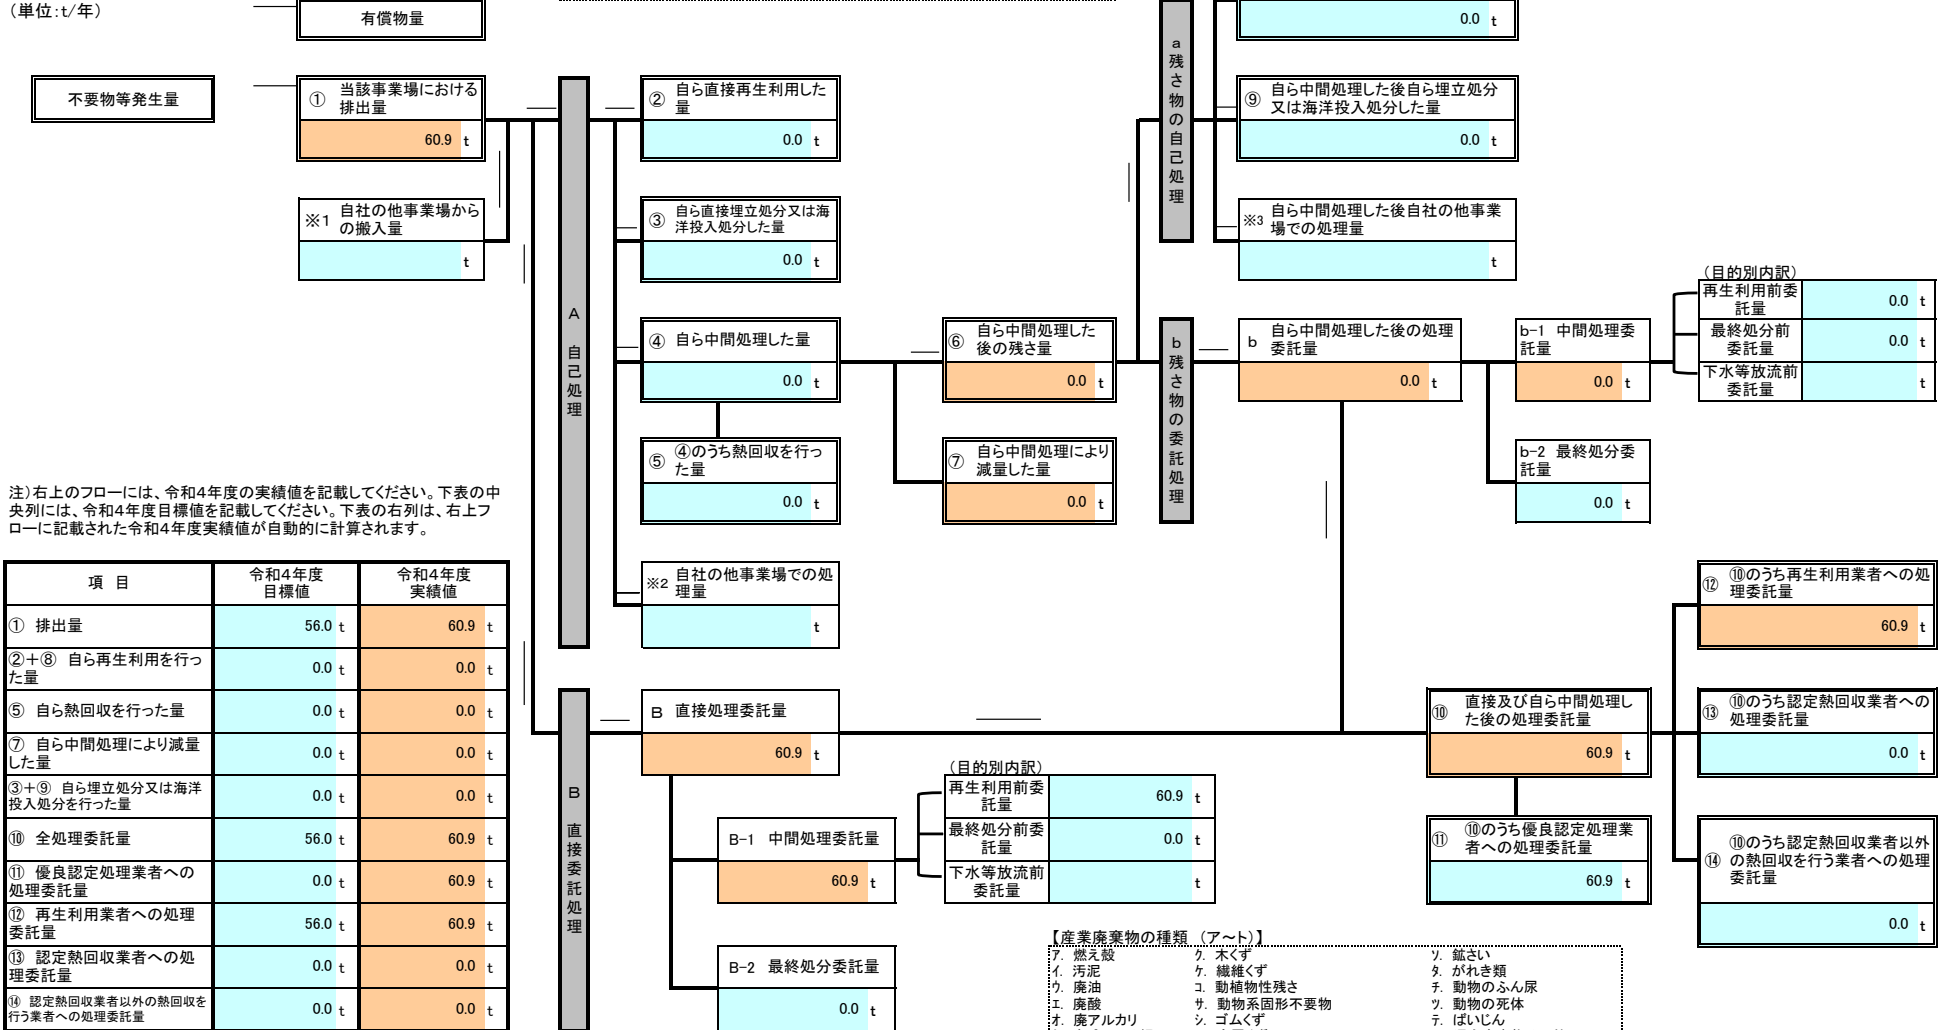 （単位:t/年）
有償物量
0.0 t
不要物等発生量
① 当該事業場における
排出量
60.9 t
※1 自社の他事業場から
の搬入量
t
A 自己処理
② 自ら直接再生利用した
量
0.0 t
③ 自ら直接埋立処分又は海
洋投入処分した量
0.0 t
④ 自ら中間処理した量
0.0 t
⑤ ④のうち熱回収を行っ
た量
0.0 t
※2 自社の他事業場での処
理量
t
⑥ 自ら中間処理した
後の残さ量
0.0 t
⑦ 自ら中間処理により
減量した量
0.0 t
a 残さ物の自己処理
⑨ 自ら中間処理した後自ら埋立処分
又は海洋投入処分した量
0.0 t
※3 自ら中間処理した後自社の他事業
場での処理量
t
b 残さ物の委託処理
b 自ら中間処理した後の処理
委託量
0.0 t
b-1 中間処理委
託量
0.0 t
b-2 最終処分委
託量
0.0 t
（目的別内訳）
再生利用前委
託量
0.0 t
最終処分前
委託量
0.0 t
下水等放流前
委託量
t
注）右上のフローには、令和4年度の実績値を記載してください。下表の中
央列には、令和4年度目標値を記載してください。下表の右列は、右上フ
ローに記載された令和4年度実績値が自動的に計算されます。
項 目 令和4年度 目標値 令和4年度 実績値
① 排出量 56.0 t 60.9 t
②＋⑧ 自ら再生利用を行っ
た量 0.0 t 0.0 t
⑤ 自ら熱回収を行った量 0.0 t 0.0 t
⑦ 自ら中間処理により減量
した量 0.0 t 0.0 t
③＋⑨ 自ら埋立処分又は海洋
投入処分を行った量 0.0 t 0.0 t
⑩ 全処理委託量 56.0 t 60.9 t
⑪ 優良認定処理業者への
処理委託量 0.0 t 60.9 t
⑫ 再生利用業者への処理
委託量 56.0 t 60.9 t
⑬ 認定熱回収業者への処
理委託量 0.0 t 0.0 t
⑭ 認定熱回収業者以外の熱回収を
行う業者への処理委託量 0.0 t 0.0 t
B 直接委託処理
B 直接処理委託量
60.9 t
B-1 中間処理委託量
60.9 t
B-2 最終処分委託量
0.0 t
（目的別内訳）
再生利用前委
託量
60.9 t
最終処分前委
託量
0.0 t
下水等放流前
委託量
t
⑩ 直接及び自ら中間処理し
た後の処理委託量
60.9 t
⑪ ⑩のうち優良認定処理業
者への処理委託量
60.9 t
⑫ ⑩のうち再生利用業者への処
理委託量
60.9 t
⑬ ⑩のうち認定熱回収業者への
処理委託量
0.0 t
⑭ ⑩のうち認定熱回収業者以外
の熱回収を行う業者への処理
委託量
0.0 t
【産業廃棄物の種類 （ア～ト）】
ア. 燃え殻 ク. 木くず ソ. 鉱さい
イ. 汚泥 ケ. 繊維くず タ. がれき類
ウ. 廃油 コ. 動植物性残さ チ. 動物のふん尿
エ. 廃酸 サ. 動物系固形不要物 ツ. 動物の死体
オ. 廃アルカリ シ. ゴムくず テ. ばいじん